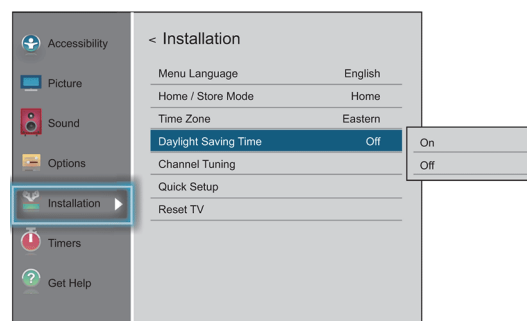 Accessibility
Picture
Sound
Options
Installation
Timers
Get Help
< Installation
Menu Language English
Home / Store Mode Home
Time Zone Eastern
Daylight Saving Time Off
Channel Tuning
Quick Setup
Reset TV
On
Off